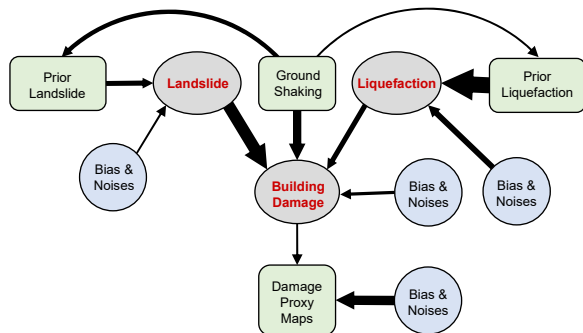 Prior
Landslide
Landslide
Ground
Shaking
Liquefaction
Prior
Liquefaction
Bias &
Noises
Building
Damage
Bias &
Noises
Bias &
Noises
Damage
Proxy
Maps
Bias &
Noises